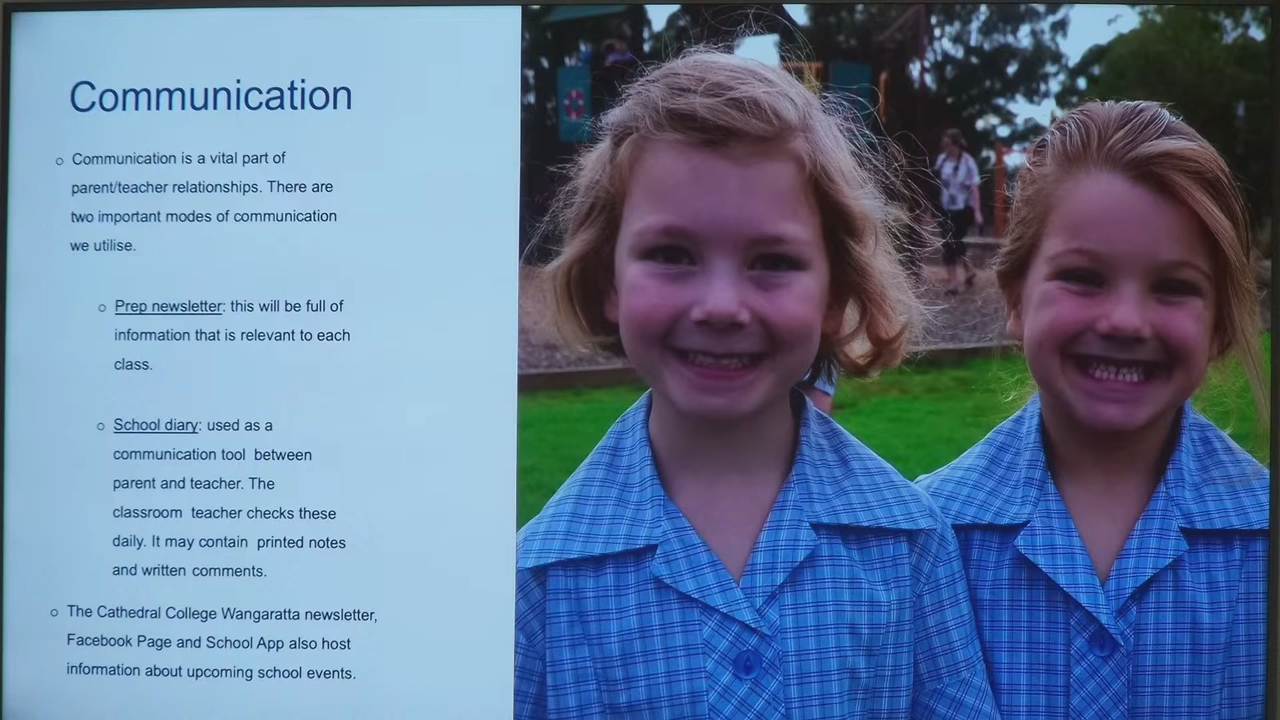 Communication
Communication is a vital part of
parent/teacher relationships. There are
two important modes of communication
we utilise.
Prep newsletter: this will be full of
information that is relevant to each
class.
School diary: used as a
communication tool between
parent and teacher. The
classroom teacher checks these
daily. It may contain printed notes
and written comments.
The Cathedral College Wangaratta newsletter,
Facebook Page and School App also host
information about upcoming school events.